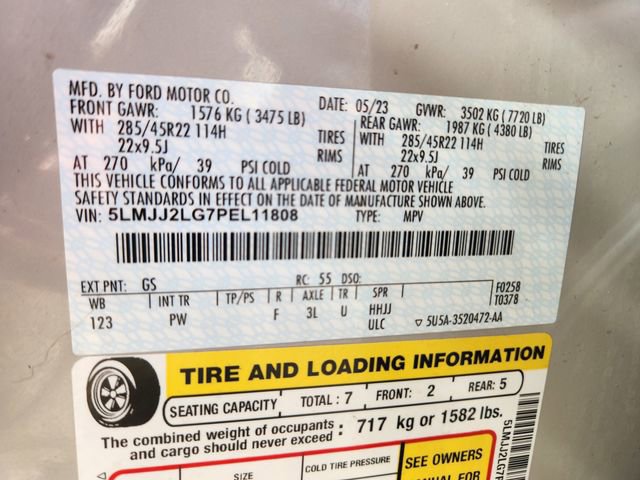 MFD. BY FORD MOTOR CO.
DATE: 05/23 GVWR: 3502 KG (7720 LB)
FRONT GAWR: 1576 KG (3475 LB)
REAR GAWR: 1987 KG (4380 LB)
WITH 285/45R22 114H TIRES
WITH 285/45R22 114H TIRES
22x9.5J RIMS
22x9.5J RIMS
AT 270 kPa/ 39 PSI COLD
AT 270 kPa/ 39 PSI COLD
THIS VEHICLE CONFORMS TO ALL APPLICABLE FEDERAL MOTOR VEHICLE
SAFETY STANDARDS IN EFFECT ON THE DATE OF MANUFACTURE SHOWN ABOVE.
VIN: 5LMJJ2LG7PEL11808
TYPE: MPV
EXT PNT: GS RC: 55 DSO:
WB INT TR TP/PS R AXLE TR SPR
123 PW F 3L U HHJJ
ULC
F0258
T0378
▽ 5U5A-3520472-AA
TIRE AND LOADING INFORMATION
SEATING CAPACITY TOTAL : 7 FRONT: 2 REAR: 5
The combined weight of occupants
and cargo should never exceed : 717 kg or 1582 lbs.
SIZE COLD TIRE PRESSURE
SEE OWNERS
MANUAL FOR
5LMJJ2LG7P